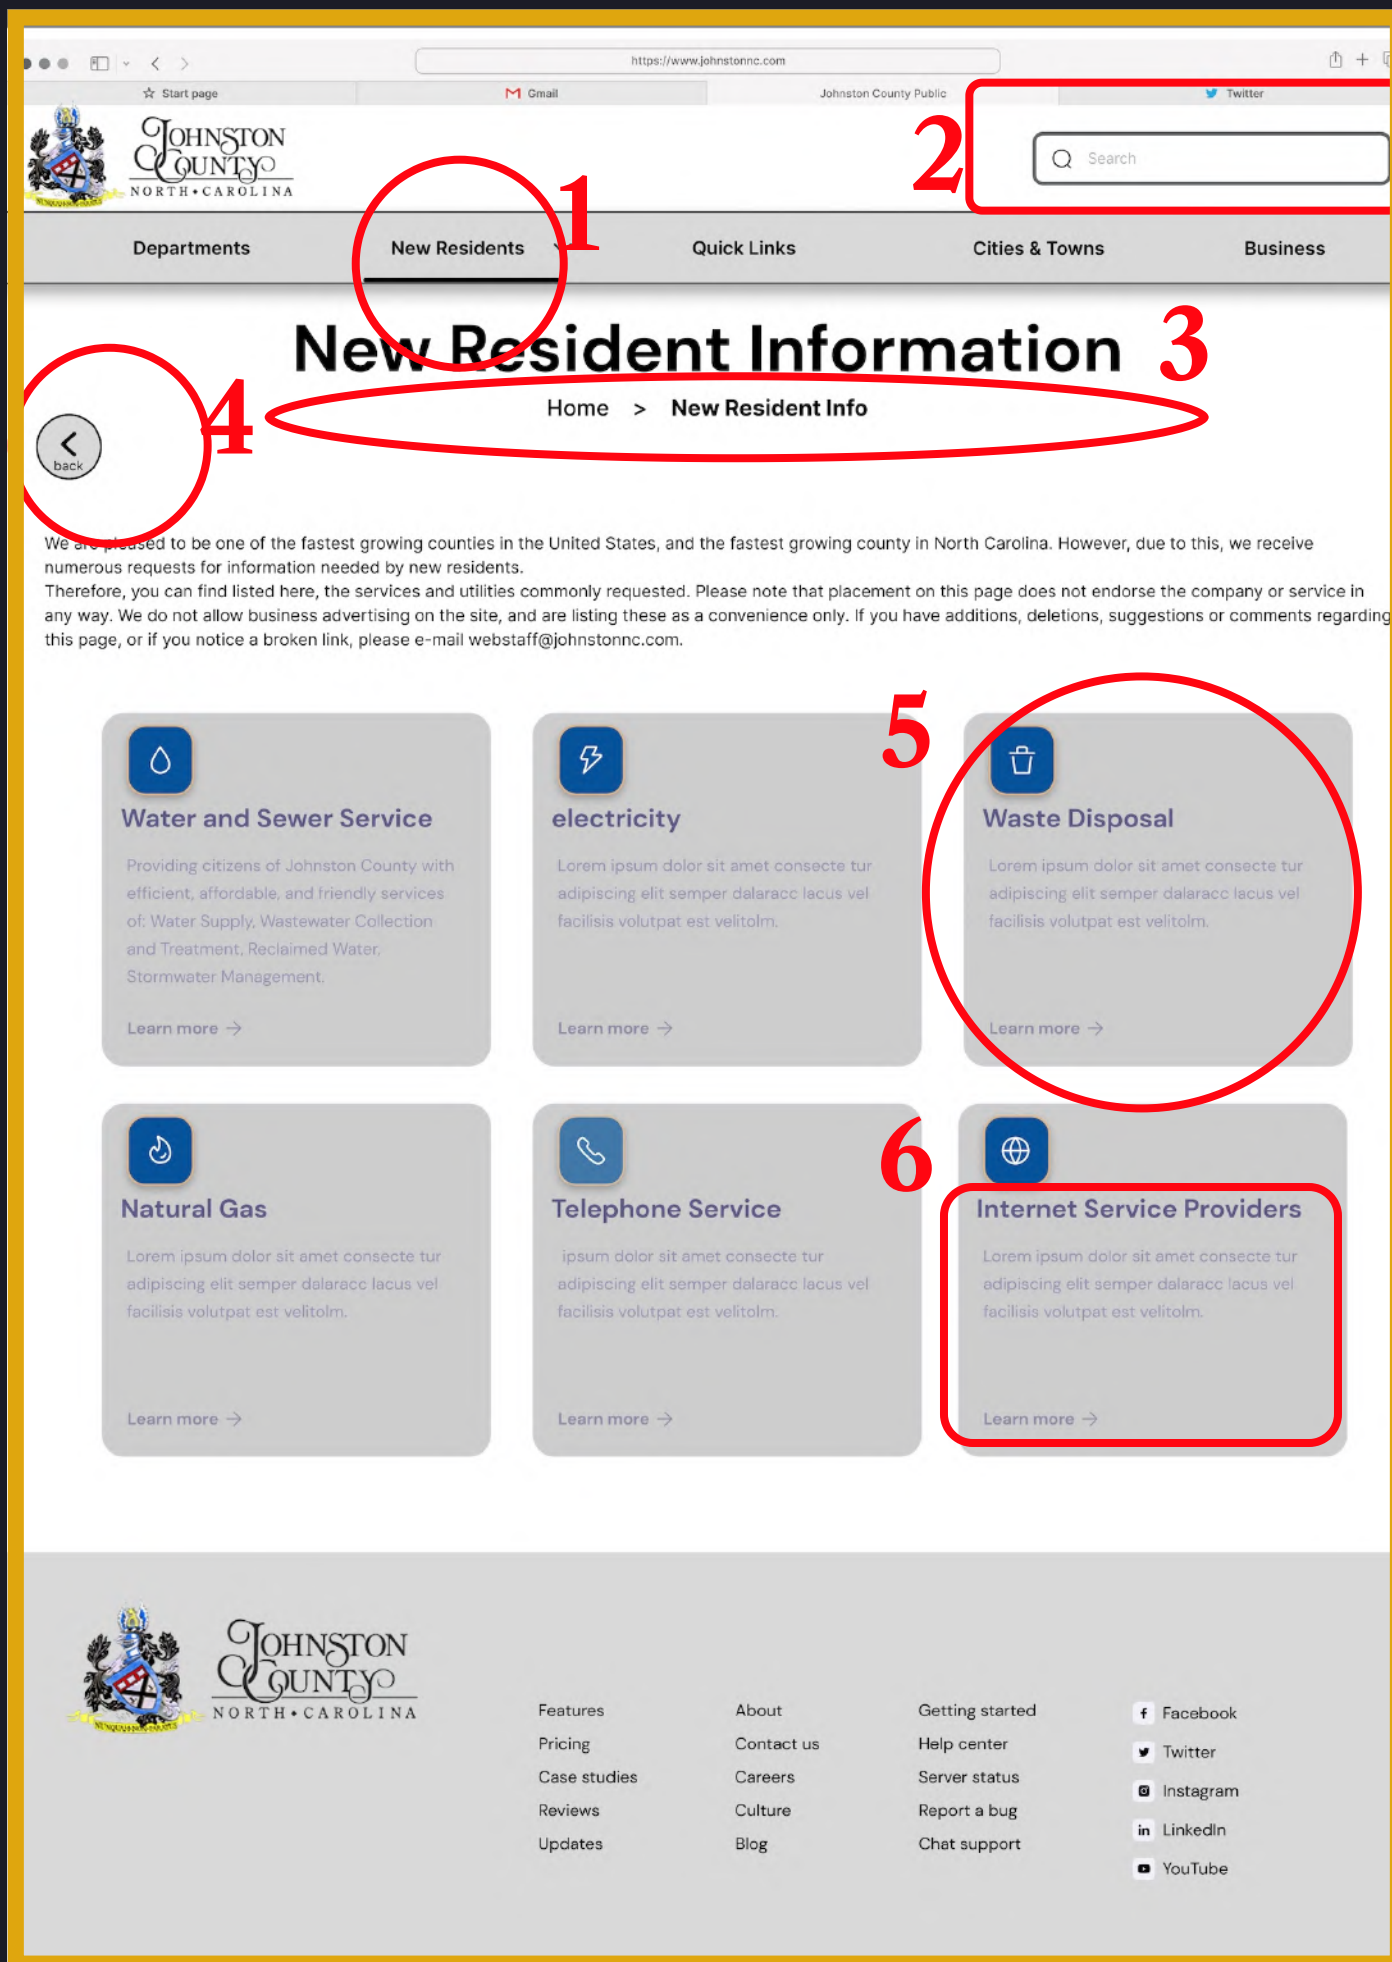 https://www.johnstonnc.com
Start page
Gmail
Johnston County Public
Twitter
JOHNSTON
COUNTY
NORTH•CAROLINA
2
Search
1
Departments
New Residents
Quick Links
Cities & Towns
Business
New Resident Information
3
Home > New Resident Info
4
back
We are pleased to be one of the fastest growing counties in the United States, and the fastest growing county in North Carolina. However, due to this, we receive
numerous requests for information needed by new residents.
Therefore, you can find listed here, the services and utilities commonly requested. Please note that placement on this page does not endorse the company or service in
any way. We do not allow business advertising on the site, and are listing these as a convenience only. If you have additions, deletions, suggestions or comments regarding
this page, or if you notice a broken link, please e-mail webstaff@johnstonnc.com.
Water and Sewer Service
Providing citizens of Johnston County with
efficient, affordable, and friendly services
of: Water Supply, Wastewater Collection
and Treatment, Reclaimed Water,
Stormwater Management.
Learn more →
electricity
Lorem ipsum dolor sit amet consecte tur
adipiscing elit semper dalaracc lacus vel
facilisis volutpat est velitolm.
Learn more →
5
Waste Disposal
Lorem ipsum dolor sit amet consecte tur
adipiscing elit semper dalaracc lacus vel
facilisis volutpat est velitolm.
Learn more →
Natural Gas
Lorem ipsum dolor sit amet consecte tur
adipiscing elit semper dalaracc lacus vel
facilisis volutpat est velitolm.
Learn more →
Telephone Service
ipsum dolor sit amet consecte tur
adipiscing elit semper dalaracc lacus vel
facilisis volutpat est velitolm.
Learn more →
6
Internet Service Providers
Lorem ipsum dolor sit amet consecte tur
adipiscing elit semper dalaracc lacus vel
facilisis volutpat est velitolm.
Learn more →
JOHNSTON
COUNTY
NORTH•CAROLINA
Features
Pricing
Case studies
Reviews
Updates
About
Contact us
Careers
Culture
Blog
Getting started
Help center
Server status
Report a bug
Chat support
Facebook
Twitter
Instagram
LinkedIn
YouTube